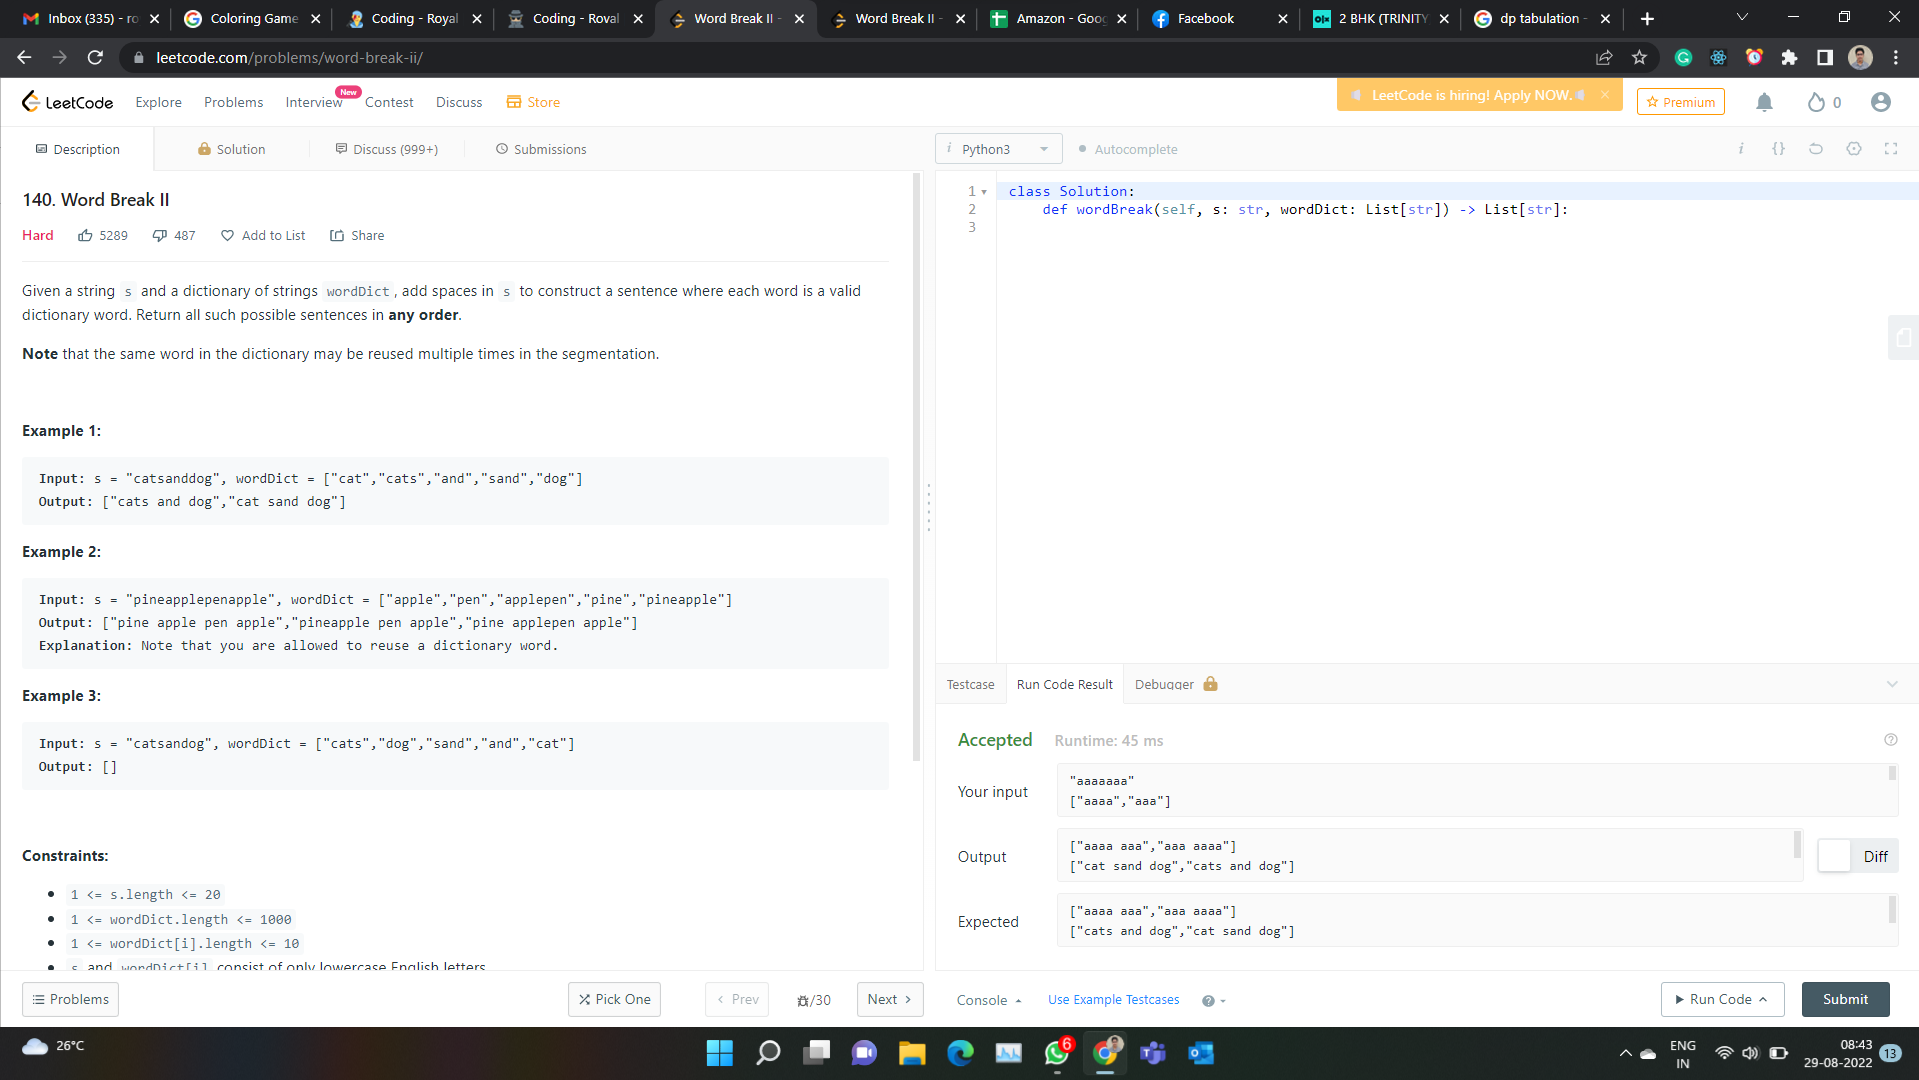 Inbox (335) - ro
Coloring Game
Coding - Royal
Coding - Royal
Word Break II -
Word Break II -
Amazon - Goog
Facebook
2 BHK (TRINITY
dp tabulation -
leetcode.com/problems/word-break-ii/
LeetCode
Explore
Problems
Interview
New
Contest
Discuss
Store
LeetCode is hiring! Apply NOW.
Premium
0
Description
Solution
Discuss (999+)
Submissions
i Python3
Autocomplete
i {}
140. Word Break II
Hard
5289
487
Add to List
Share
Given a string s and a dictionary of strings wordDict, add spaces in s to construct a sentence where each word is a valid
dictionary word. Return all such possible sentences in any order.
Note that the same word in the dictionary may be reused multiple times in the segmentation.
Example 1:
Input: s = "catsanddog", wordDict = ["cat","cats","and","sand","dog"]
Output: ["cats and dog","cat sand dog"]
Example 2:
Input: s = "pineapplepenapple", wordDict = ["apple","pen","applepen","pine","pineapple"]
Output: ["pine apple pen apple","pineapple pen apple","pine applepen apple"]
Explanation: Note that you are allowed to reuse a dictionary word.
Example 3:
Input: s = "catsandog", wordDict = ["cats","dog","sand","and","cat"]
Output: []
Constraints:
1 <= s.length <= 20
1 <= wordDict.length <= 1000
1 <= wordDict[i].length <= 10
s and wordDict[i] consist of only lowercase English letters
1 class Solution:
2 def wordBreak(self, s: str, wordDict: List[str]) -> List[str]:
3
Testcase
Run Code Result
Debugger
Accepted
Runtime: 45 ms
Your input
"aaaaaaa"
["aaaa","aaa"]
Output
["aaaa aaa","aaa aaaa"]
["cat sand dog","cats and dog"]
Diff
Expected
["aaaa aaa","aaa aaaa"]
["cats and dog","cat sand dog"]
Problems
Pick One
Prev
/30
Next
Console
Use Example Testcases
Run Code
Submit
26°C
6
ENG
IN
08:43
29-08-2022
13